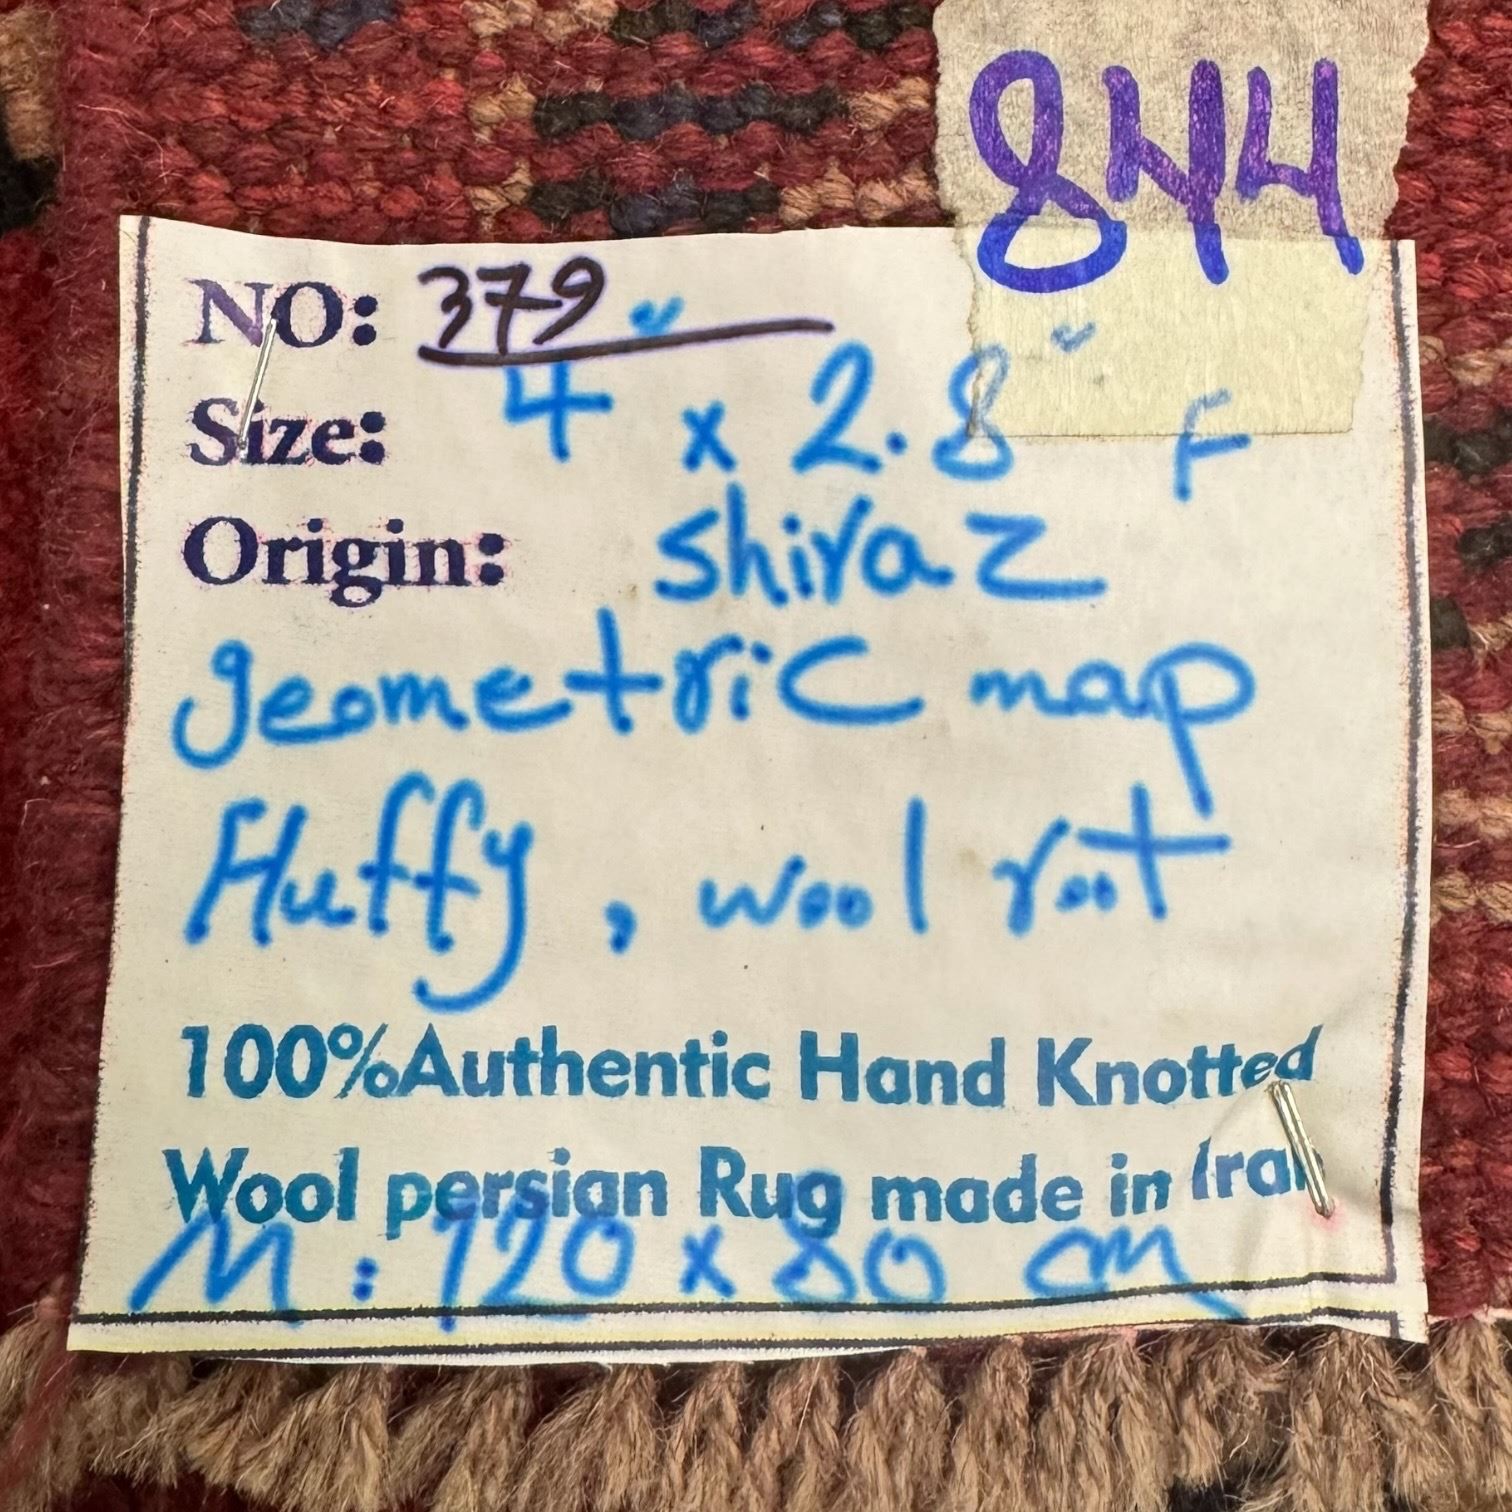 844
NO: 379
Size: 4" x 2.8" F
Origin: shiraz
geometric map
fluffy, wool root
100%Authentic Hand Knotted
Wool persian Rug made in Iran
M: 120 x 80 cm